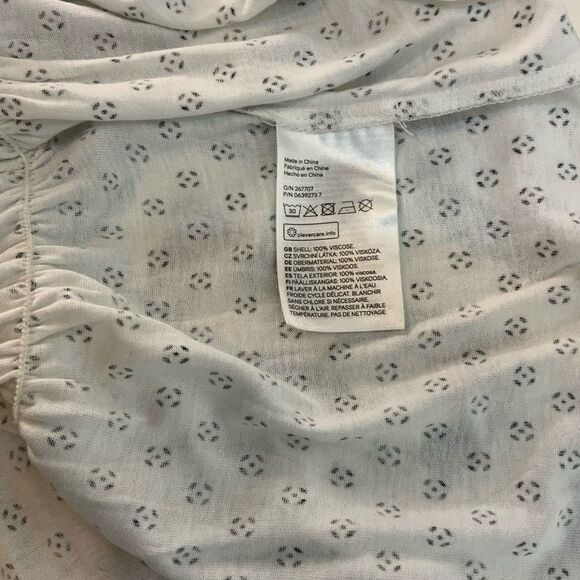 Made in China
Fabriqué en Chine
Hecho en China
O/N 267707
P/N 0639273 7
30
clevercare.info
GB SHELL: 100% VISCOSE.
CZ SVRCHNÍ LÁTKA: 100% VISKÓZA.
DE OBERMATERIAL: 100% VISKOSE.
EE ÜMBRIS: 100% VISKOOS.
ES TELA EXTERIOR: 100% viscosa.
FI PÄÄLLISKANGAS: 100% VISKOOSIA
FR LAVER À LA MACHINE À L'EAU
FROIDE CYCLE DÉLICAT. BLANCHIR
SANS CHLORE SI NÉCESSAIRE.
SÉCHER À L'AIR. REPASSER À FAIBLE
TEMPÉRATURE. PAS DE NETTOYAGE